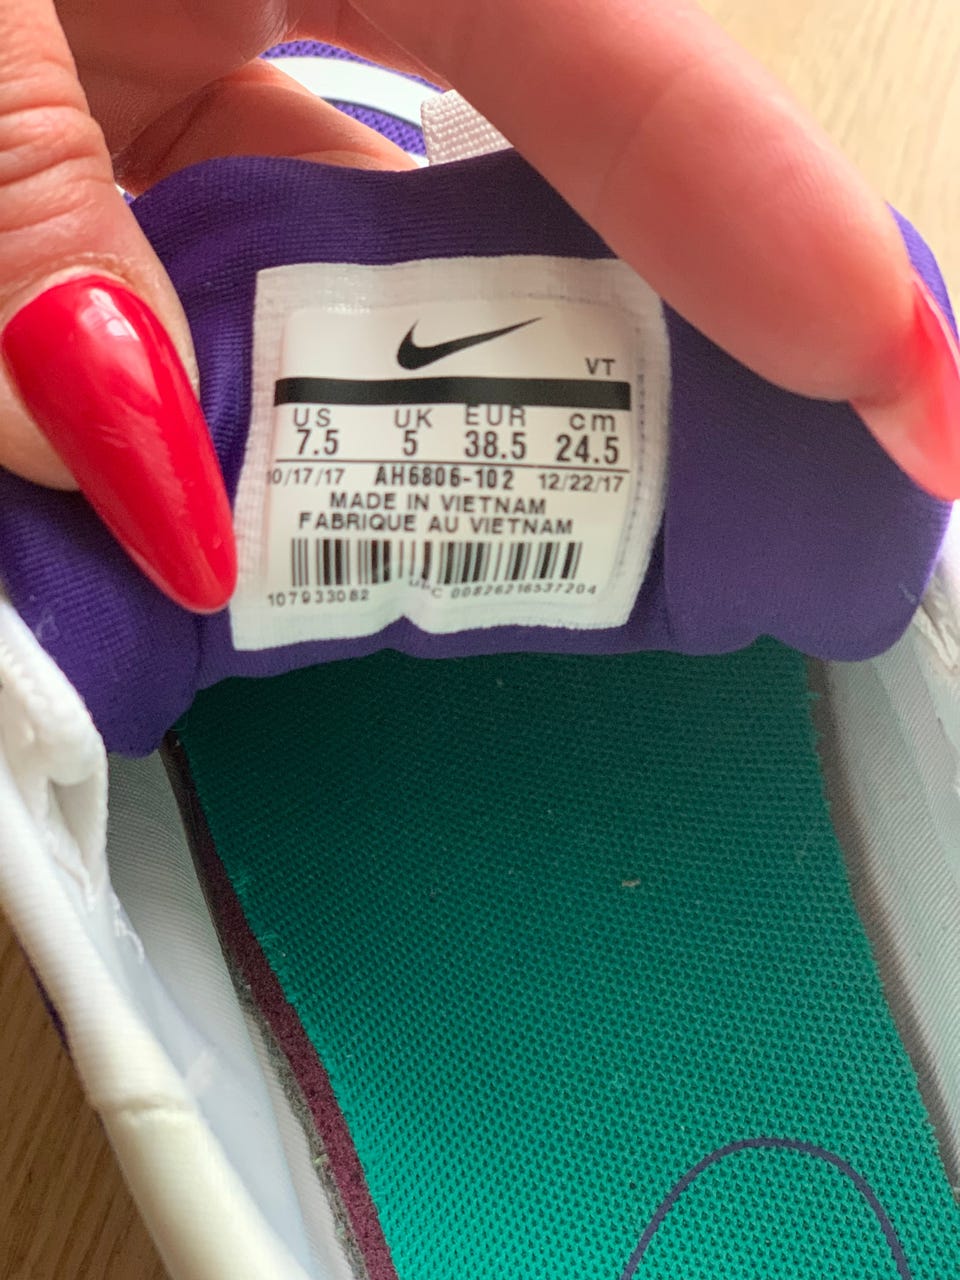 VT
US UK EUR cm
7.5 5 38.5 24.5
10/17/17 AH6806-102 12/22/17
MADE IN VIETNAM
FABRIQUE AU VIETNAM
107933082 UPC 00826216537204